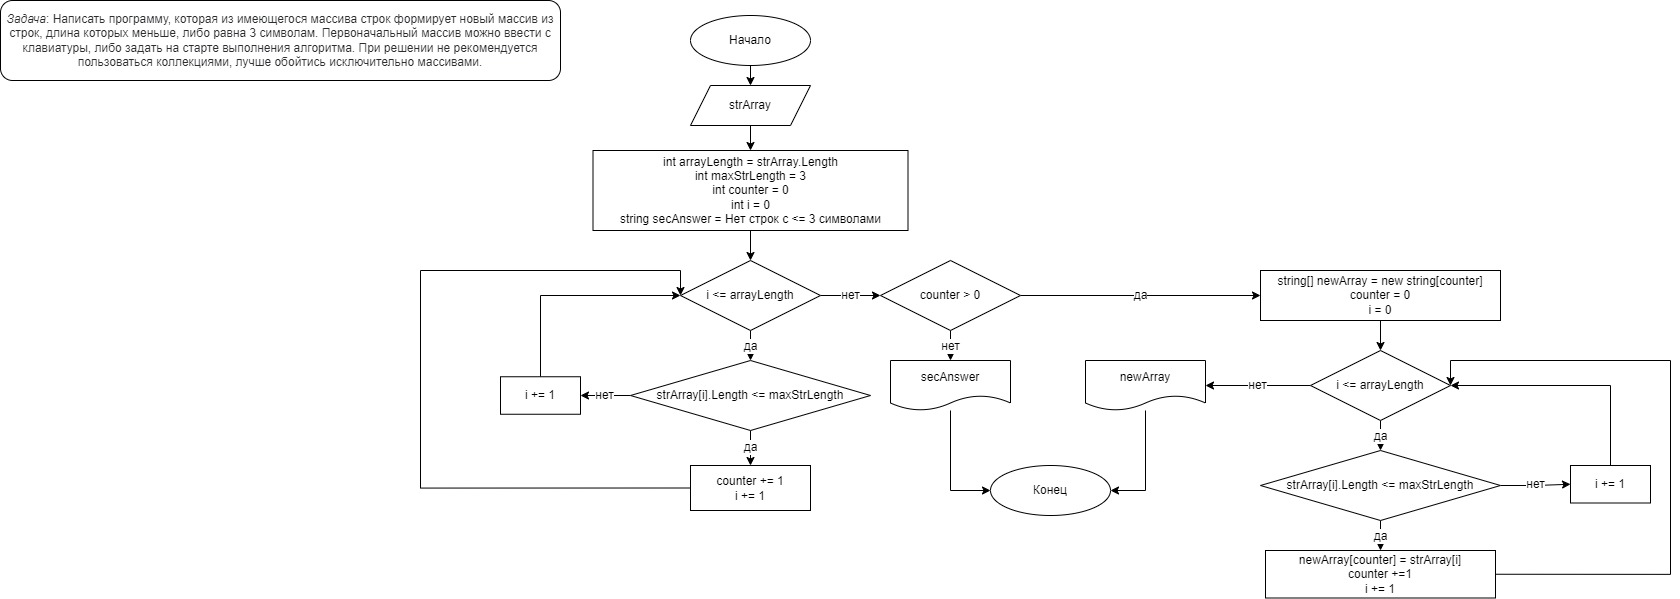 Задача: Написать программу, которая из имеющегося массива строк формирует новый массив из
строк, длина которых меньше, либо равна 3 символам. Первоначальный массив можно ввести с
клавиатуры, либо задать на старте выполнения алгоритма. При решении не рекомендуется
пользоваться коллекциями, лучше обойтись исключительно массивами.
Начало
strArray
int arrayLength = strArray.Length
int maxStrLength = 3
int counter = 0
int i = 0
string secAnswer = Нет строк с <= 3 символами
i <= arrayLength
нет
counter > 0
да
string[] newArray = new string[counter]
counter = 0
i = 0
да
нет
secAnswer
newArray
нет
i <= arrayLength
i += 1
нет
strArray[i].Length <= maxStrLength
да
да
counter += 1
i += 1
Конец
strArray[i].Length <= maxStrLength
нет
i += 1
да
newArray[counter] = strArray[i]
counter +=1
i += 1